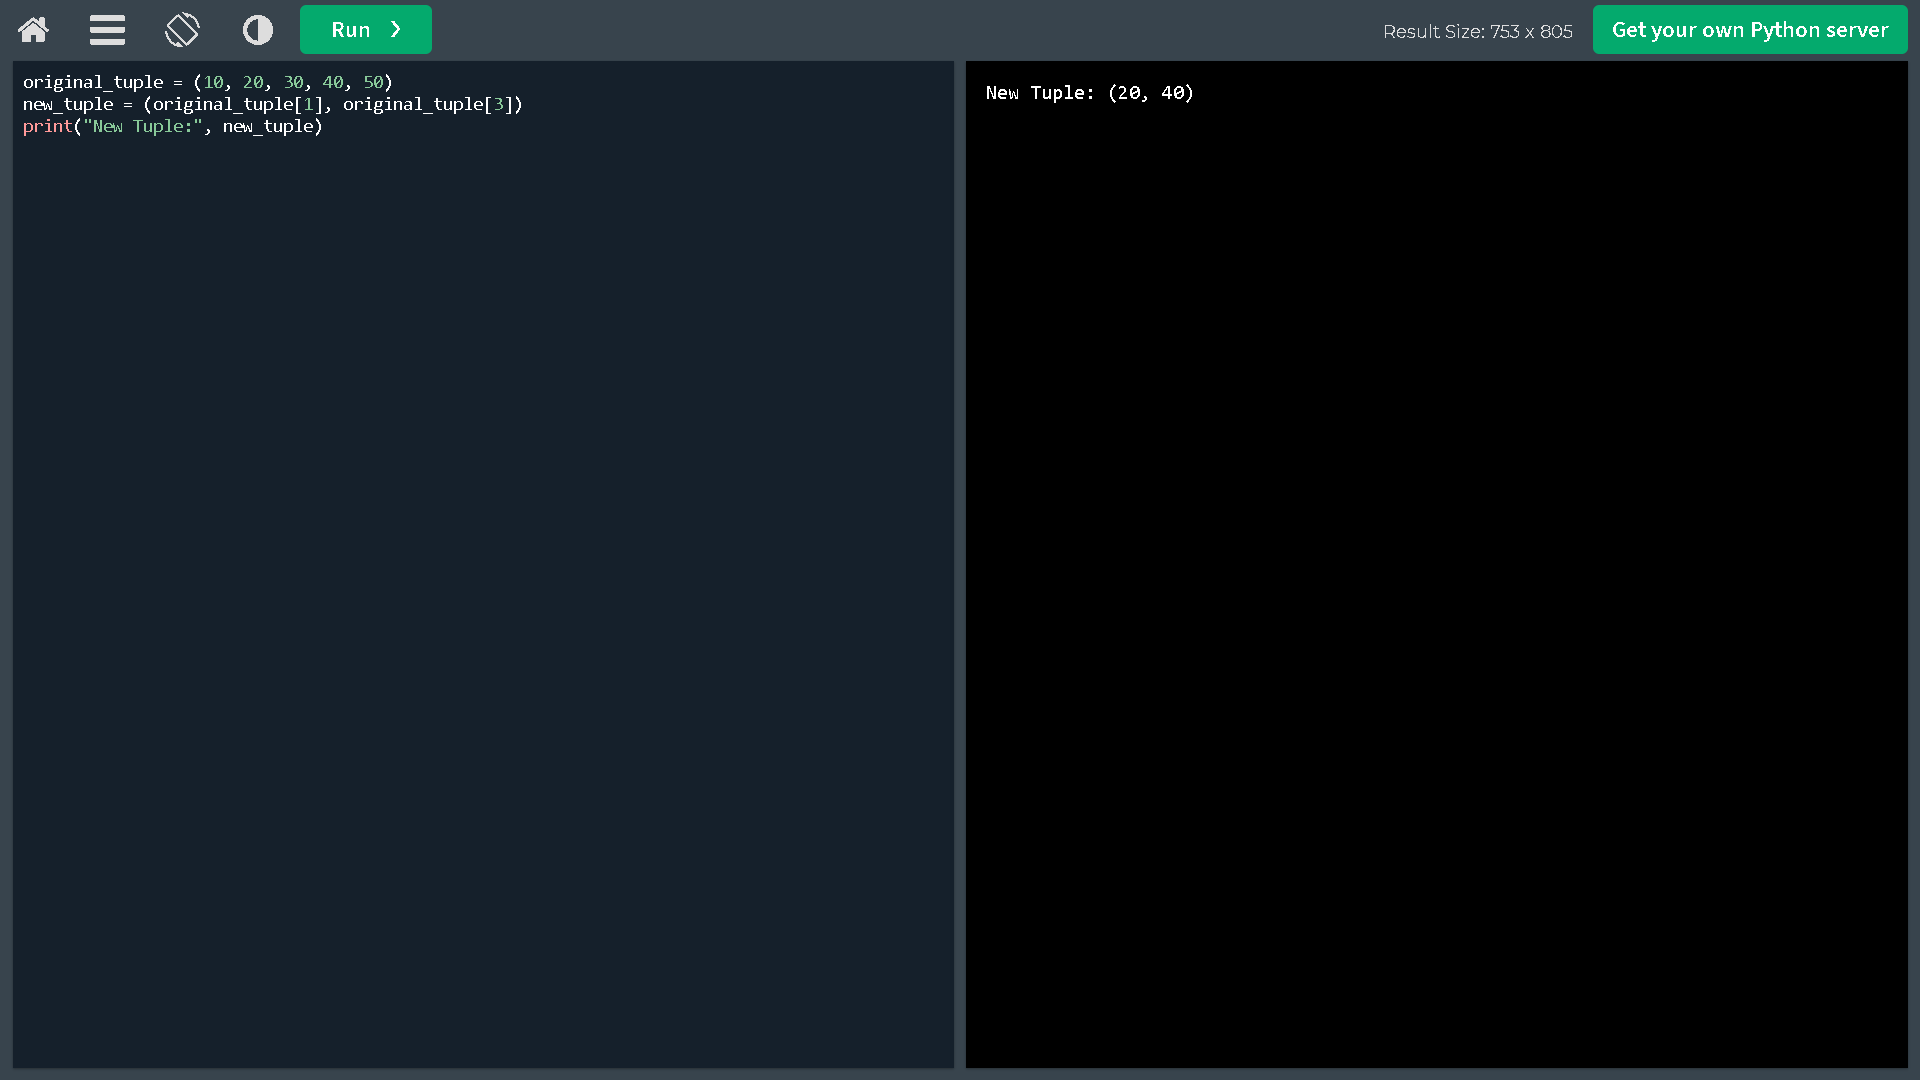 Run ❯
Result Size: 753 x 805
Get your own Python server
original_tuple = (10, 20, 30, 40, 50)
new_tuple = (original_tuple[1], original_tuple[3])
print("New Tuple:", new_tuple)
New Tuple: (20, 40)